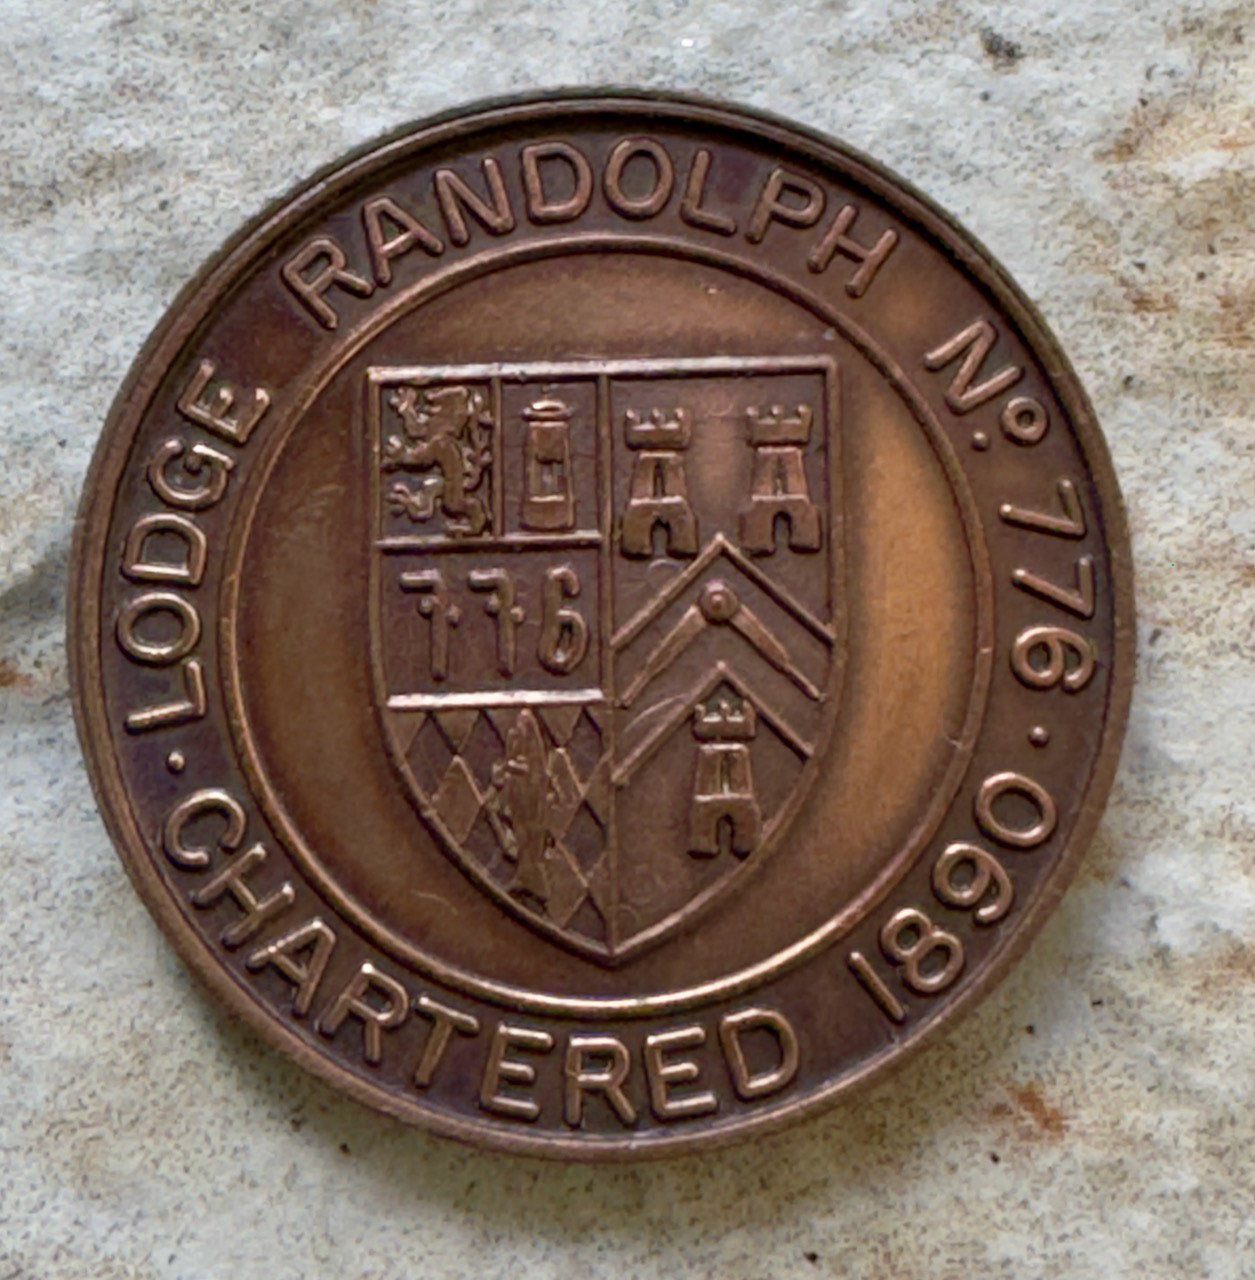 LODGE RANDOLPH No. 776
· CHARTERED 1890 ·
776